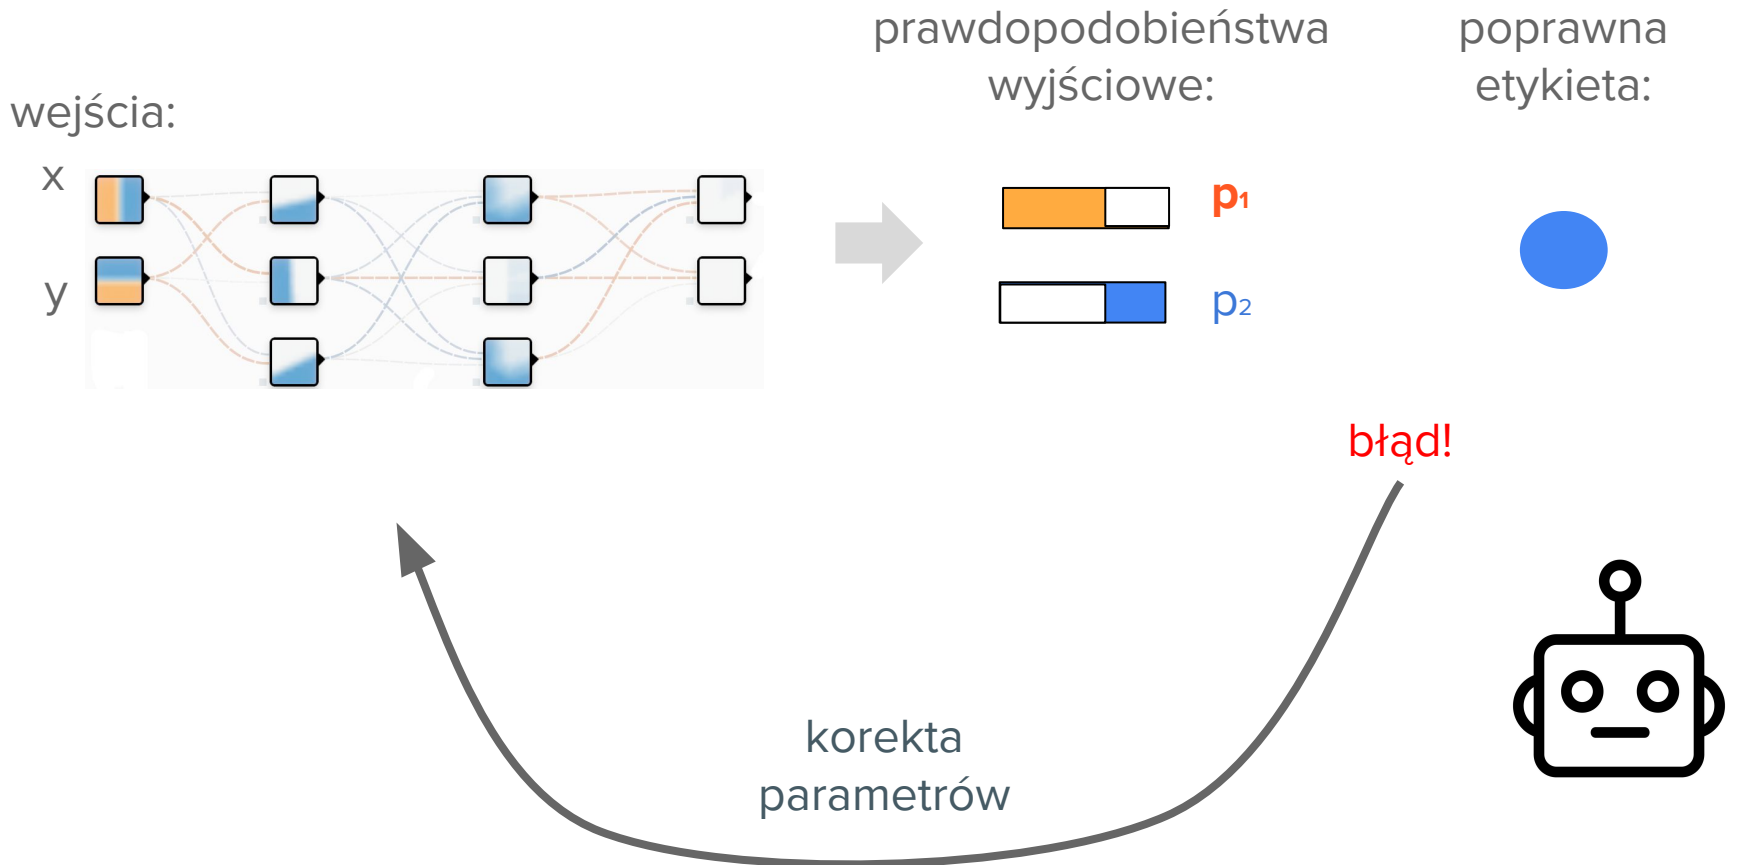 wejścia:
x
y
prawdopodobieństwa
wyjściowe:
p1
p2
poprawna
etykieta:
błąd!
korekta
parametrów